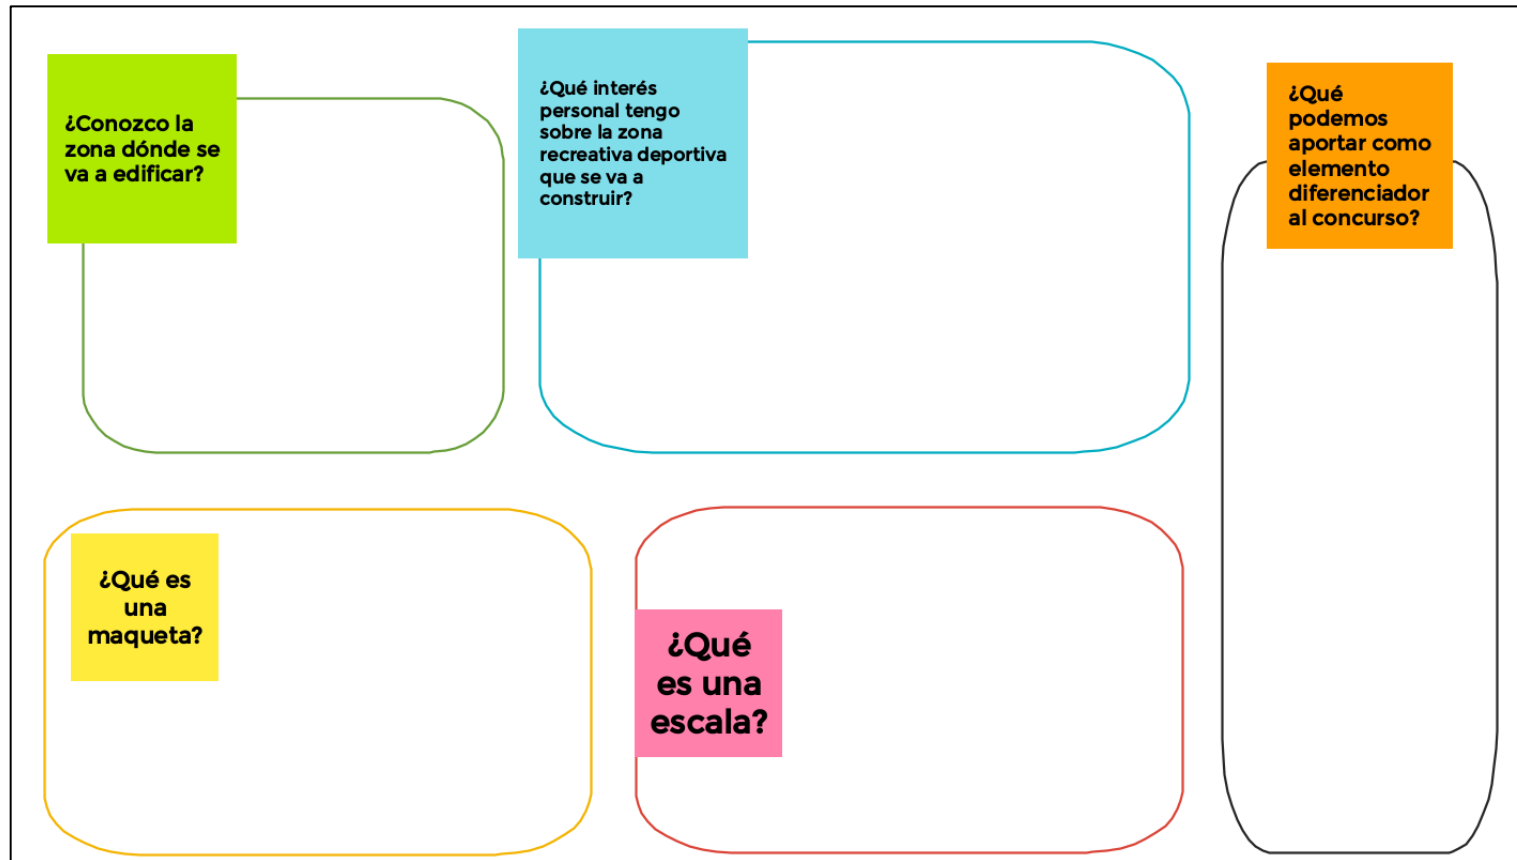 ¿Conozco la
zona dónde se
va a edificar?
¿Qué interés
personal tengo
sobre la zona
recreativa deportiva
que se va a
construir?
¿Qué
podemos
aportar como
elemento
diferenciador
al concurso?
¿Qué es
una
maqueta?
¿Qué
es una
escala?